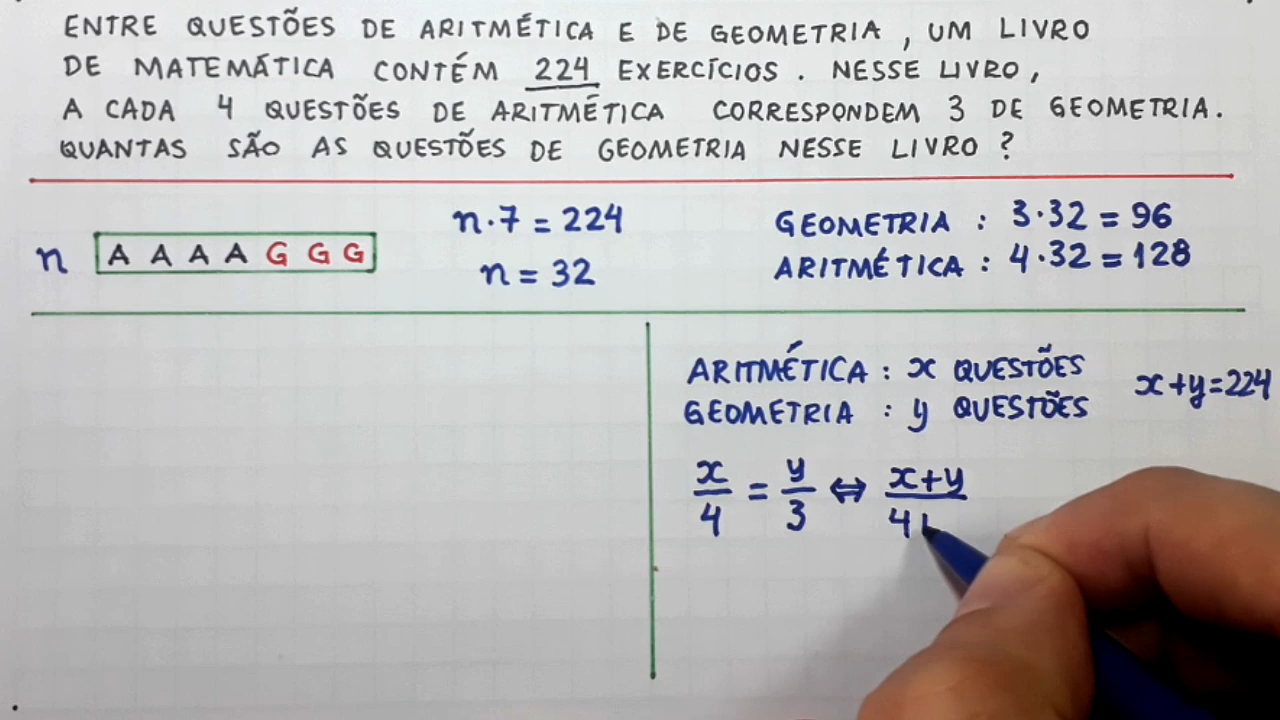 ENTRE QUESTÕES DE ARITMÉTICA E DE GEOMETRIA, UM LIVRO
DE MATEMÁTICA CONTÉM 224 EXERCÍCIOS. NESSE LIVRO,
A CADA 4 QUESTÕES DE ARITMÉTICA CORRESPONDEM 3 DE GEOMETRIA.
QUANTAS SÃO AS QUESTÕES DE GEOMETRIA NESSE LIVRO?
n A A A A G G G
n·7 = 224
n = 32
GEOMETRIA : 3·32 = 96
ARITMÉTICA : 4·32 = 128
ARITMÉTICA : x QUESTÕES
GEOMETRIA : y QUESTÕES
x+y=224
x/4 = y/3 ⇔ x+y/4